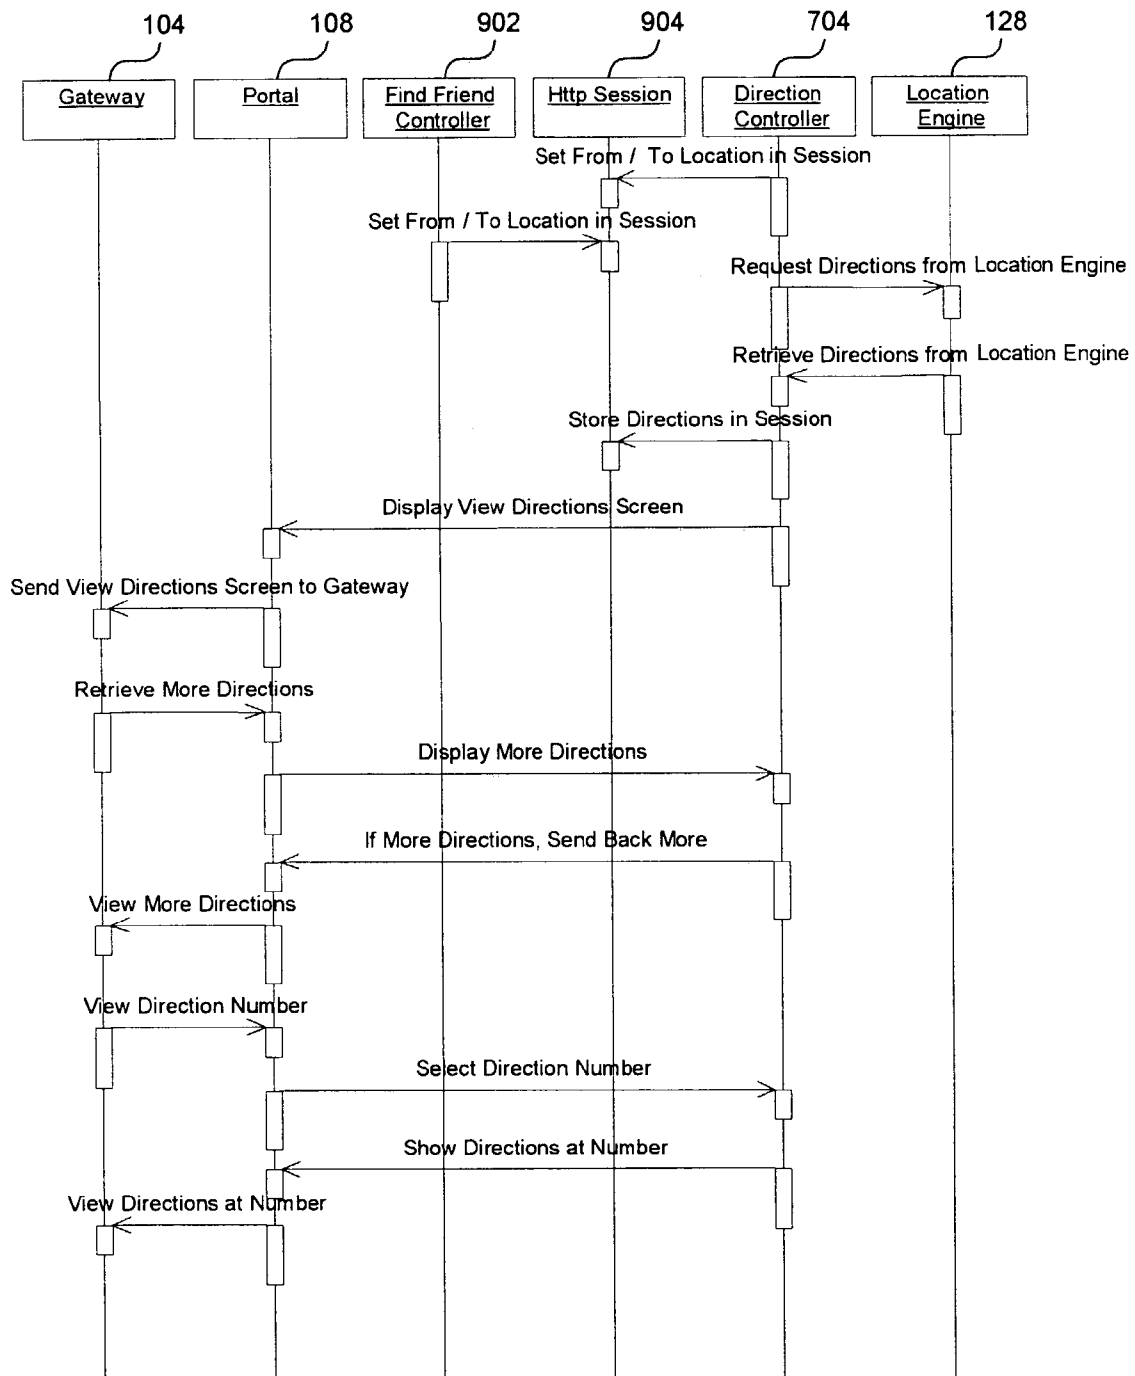 104
108
902
904
704
128
Gateway
Portal
Find Friend
Controller
Http Session
Direction
Controller
Location
Engine
Set From / To Location in Session
Set From / To Location in Session
Request Directions from Location Engine
Retrieve Directions from Location Engine
Store Directions in Session
Display View Directions Screen
Send View Directions Screen to Gateway
Retrieve More Directions
Display More Directions
If More Directions, Send Back More
View More Directions
View Direction Number
Select Direction Number
Show Directions at Number
View Directions at Number